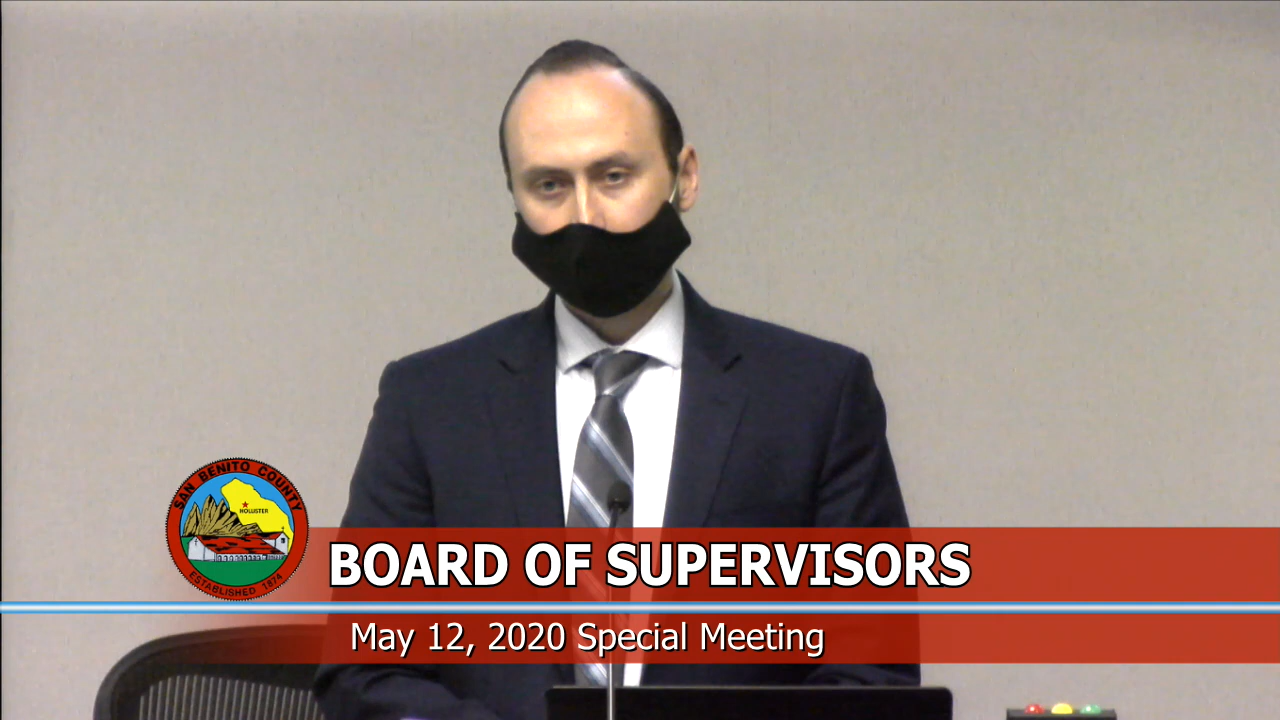 SAN BENITO COUNTY
HOLLISTER
ESTABLISHED 1874
BOARD OF SUPERVISORS
May 12, 2020 Special Meeting